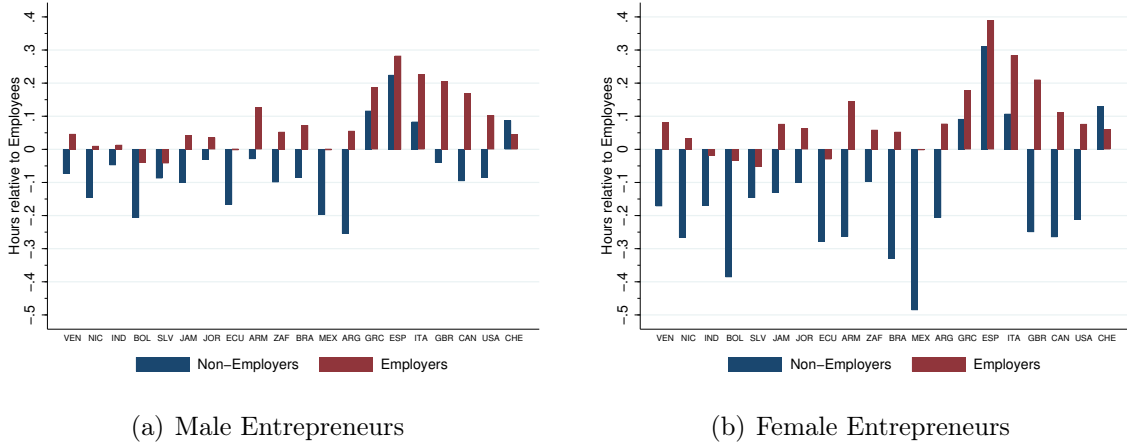 Hours relative to Employees
.4
.3
.2
.1
0
-.1
-.2
-.3
-.4
-.5
VEN NIC IND BOL SLV JAM JOR ECU ARM ZAF BRA MEX ARG GRC ESP ITA GBR CAN USA CHE
Non-Employers Employers
(a) Male Entrepreneurs
Hours relative to Employees
.4
.3
.2
.1
0
-.1
-.2
-.3
-.4
-.5
VEN NIC IND BOL SLV JAM JOR ECU ARM ZAF BRA MEX ARG GRC ESP ITA GBR CAN USA CHE
Non-Employers Employers
(b) Female Entrepreneurs